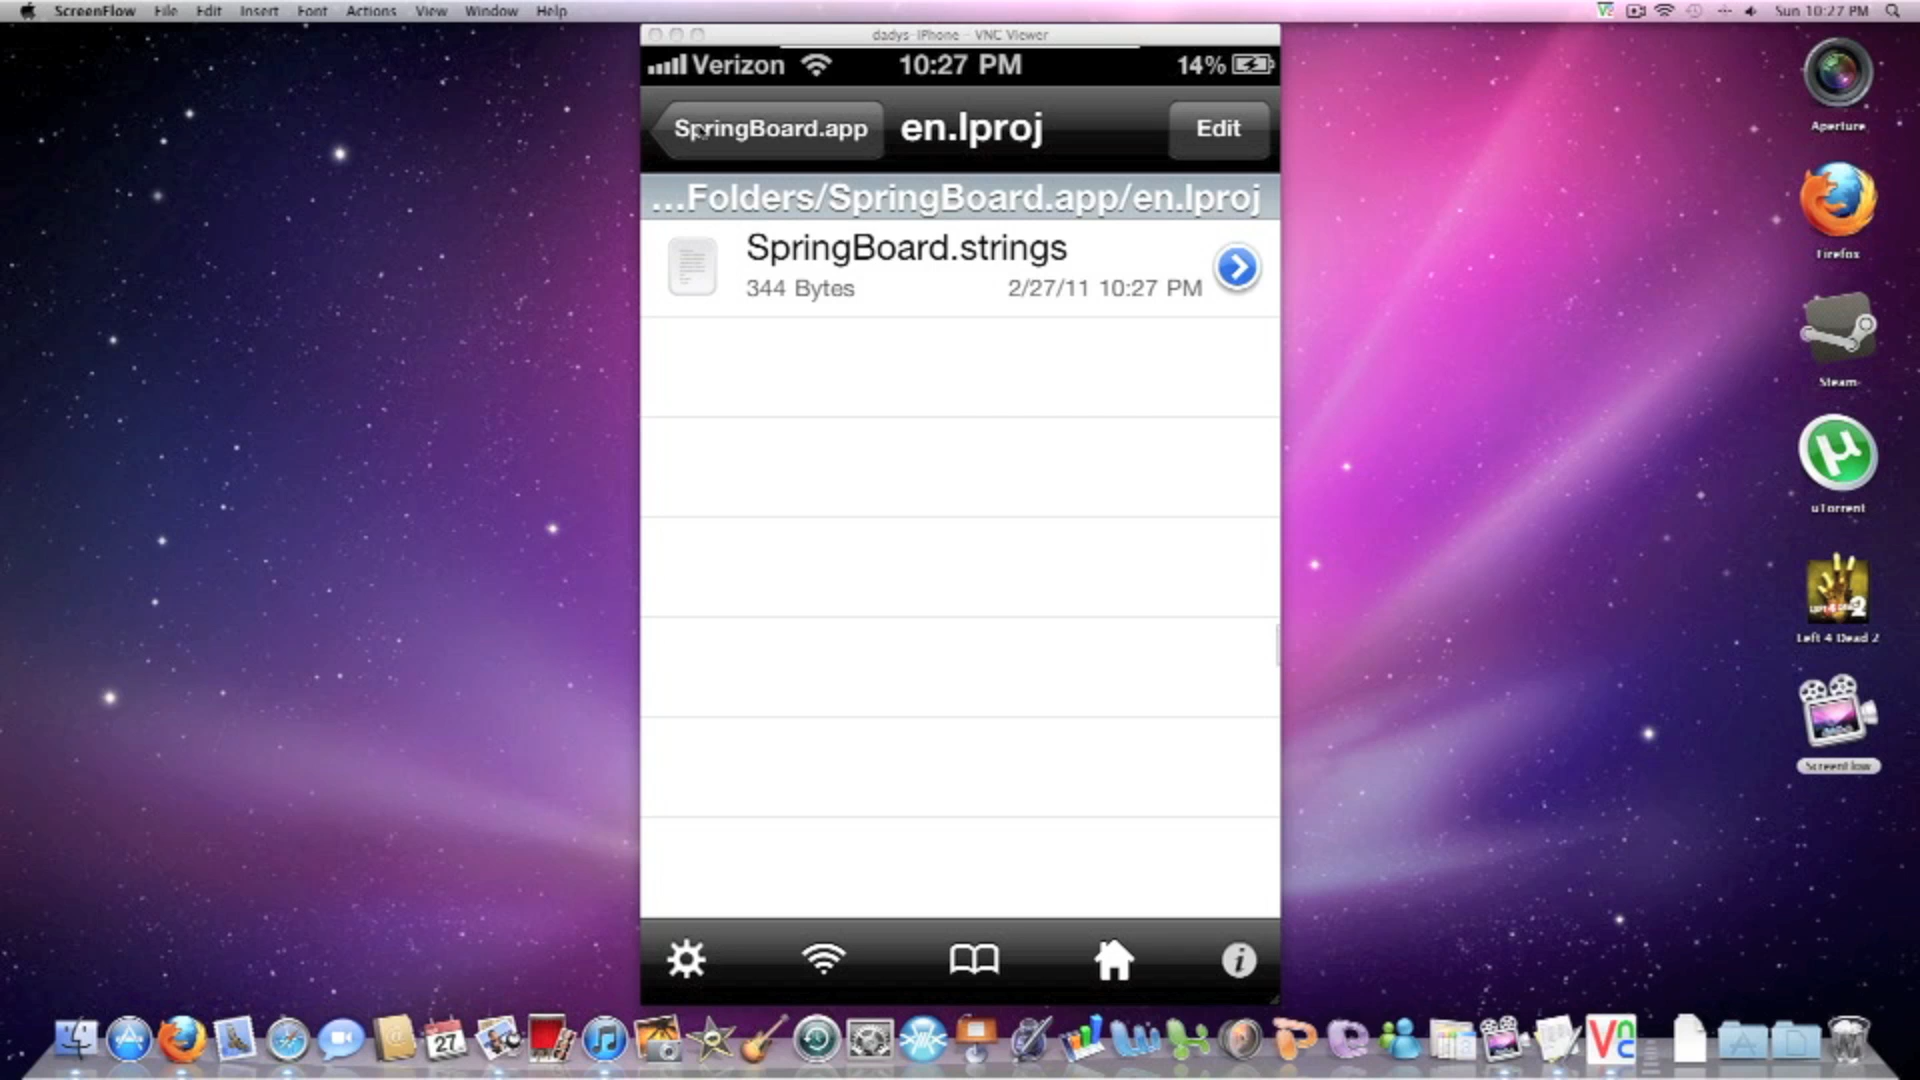 ScreenFlow File Edit Insert Font Actions View Window Help
Sun 10:27 PM
dadys-iPhone - VNC Viewer
Verizon 10:27 PM 14%
SpringBoard.app en.lproj Edit
...Folders/SpringBoard.app/en.lproj
SpringBoard.strings
344 Bytes 2/27/11 10:27 PM
Aperture
Firefox
Steam
µ
uTorrent
Left 4 Dead 2
ScreenFlow
27